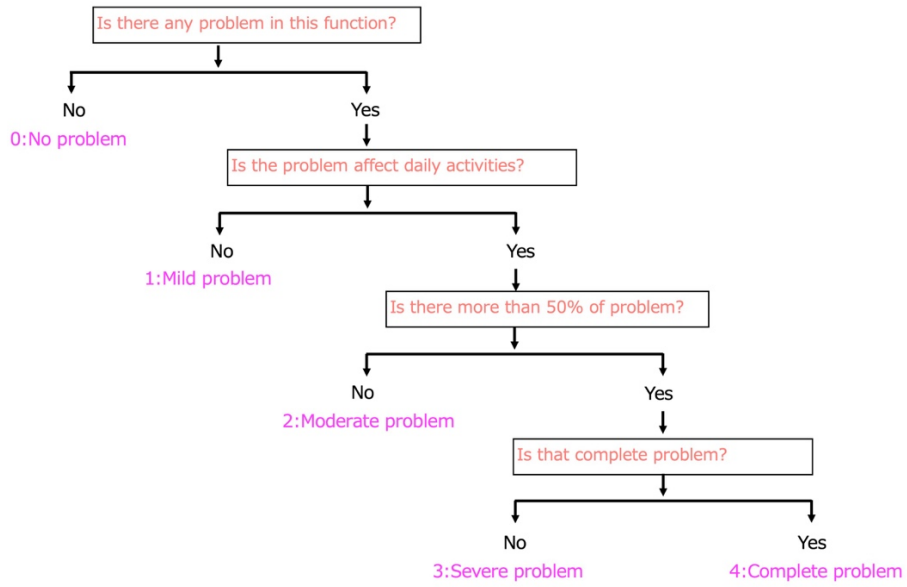 Is there any problem in this function?
No
Yes
0:No problem
Is the problem affect daily activities?
No
Yes
1:Mild problem
Is there more than 50% of problem?
No
Yes
2:Moderate problem
Is that complete problem?
No
Yes
3:Severe problem
4:Complete problem